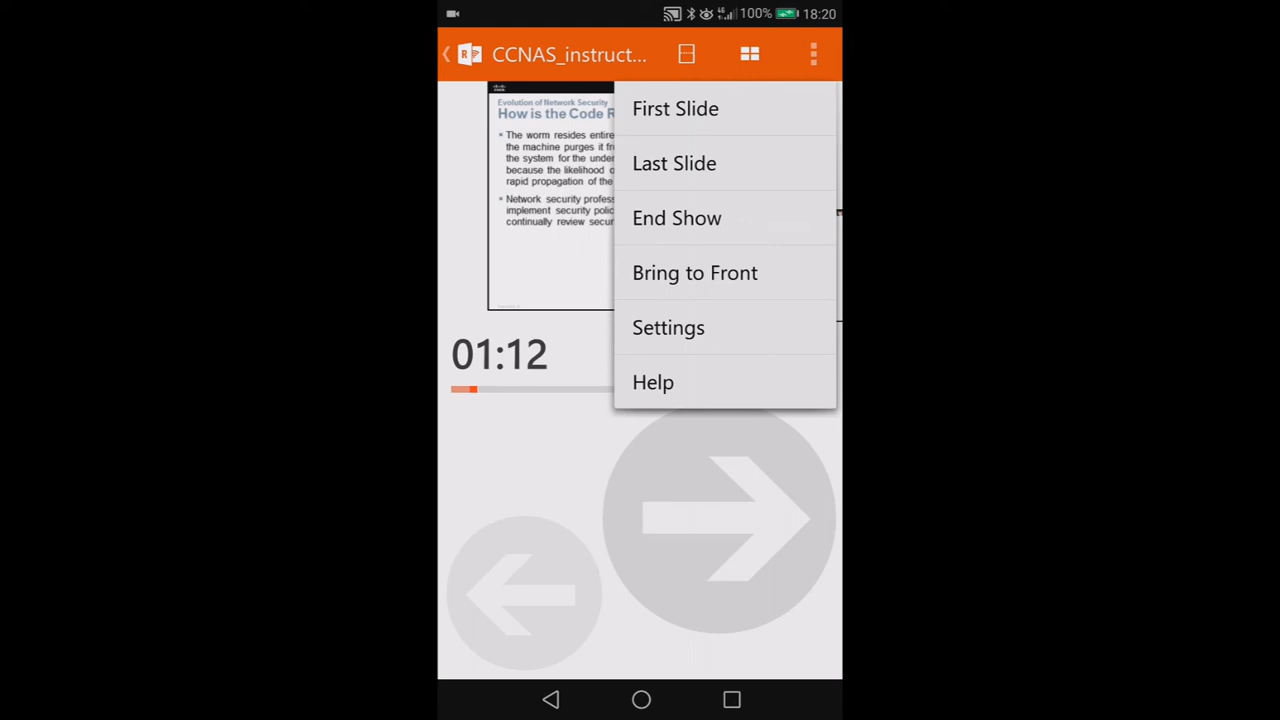 4G 100% 18:20
R CCNAS_instruct...
Evolution of Network Security
How is the Code R
The worm resides entire
the machine purges it fr
the system for the under
because the likelihood o
rapid propagation of the
Network security profes
implement security polic
continually review secur
First Slide
Last Slide
End Show
Bring to Front
Settings
Help
01:12